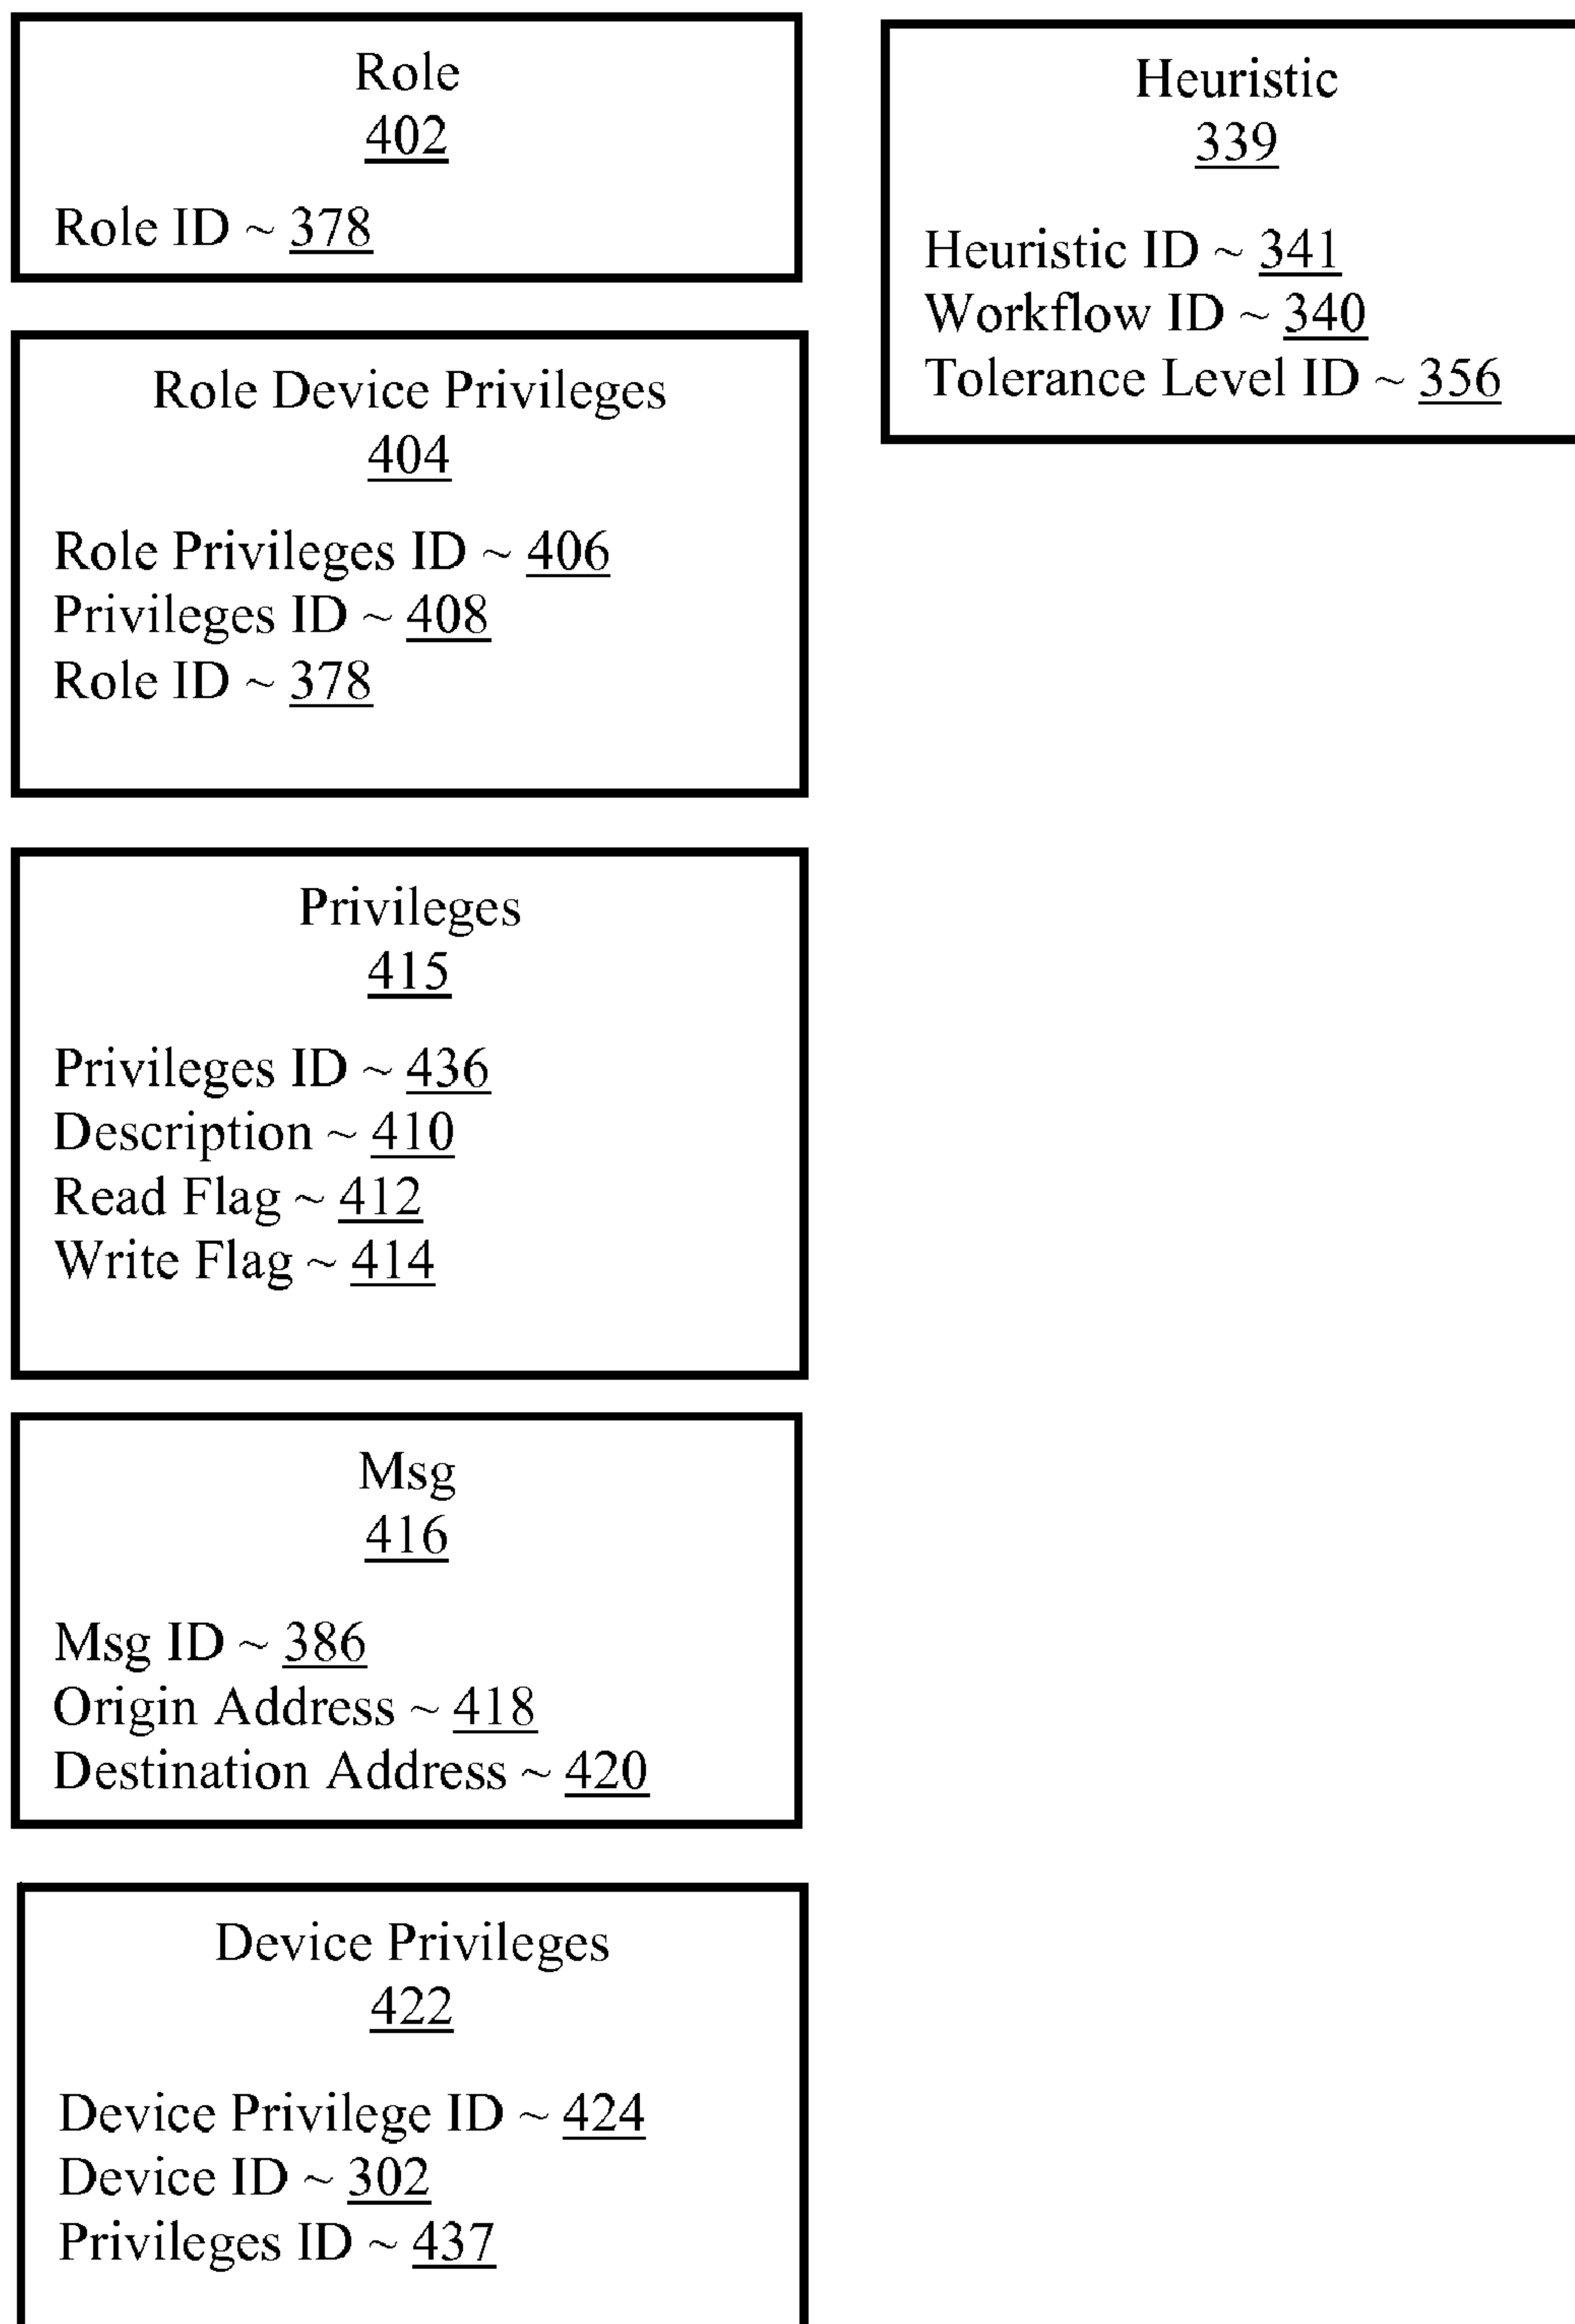 Role
402
Role ID ~ 378
Role Device Privileges
404
Role Privileges ID ~ 406
Privileges ID ~ 408
Role ID ~ 378
Privileges
415
Privileges ID ~ 436
Description ~ 410
Read Flag ~ 412
Write Flag ~ 414
Msg
416
Msg ID ~ 386
Origin Address ~ 418
Destination Address ~ 420
Device Privileges
422
Device Privilege ID ~ 424
Device ID ~ 302
Privileges ID ~ 437
Heuristic
339
Heuristic ID ~ 341
Workflow ID ~ 340
Tolerance Level ID ~ 356